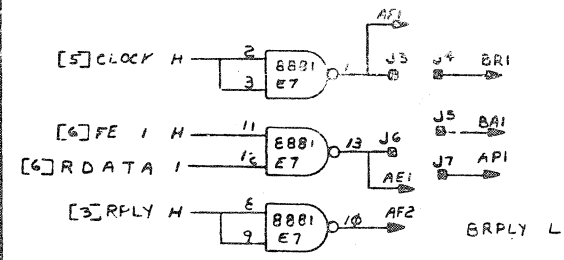 AF1
[5] CLOCK H 2 8881 1 J3 J4 BR1
3 E7
J5 BA1
[6] FE 1 H 11 8881 13 J6
[6] RDATA 1 12 E7 J7 AP1
AE1
[3] RPLY H 8 8881 10 AF2
9 E7 BRPLY L